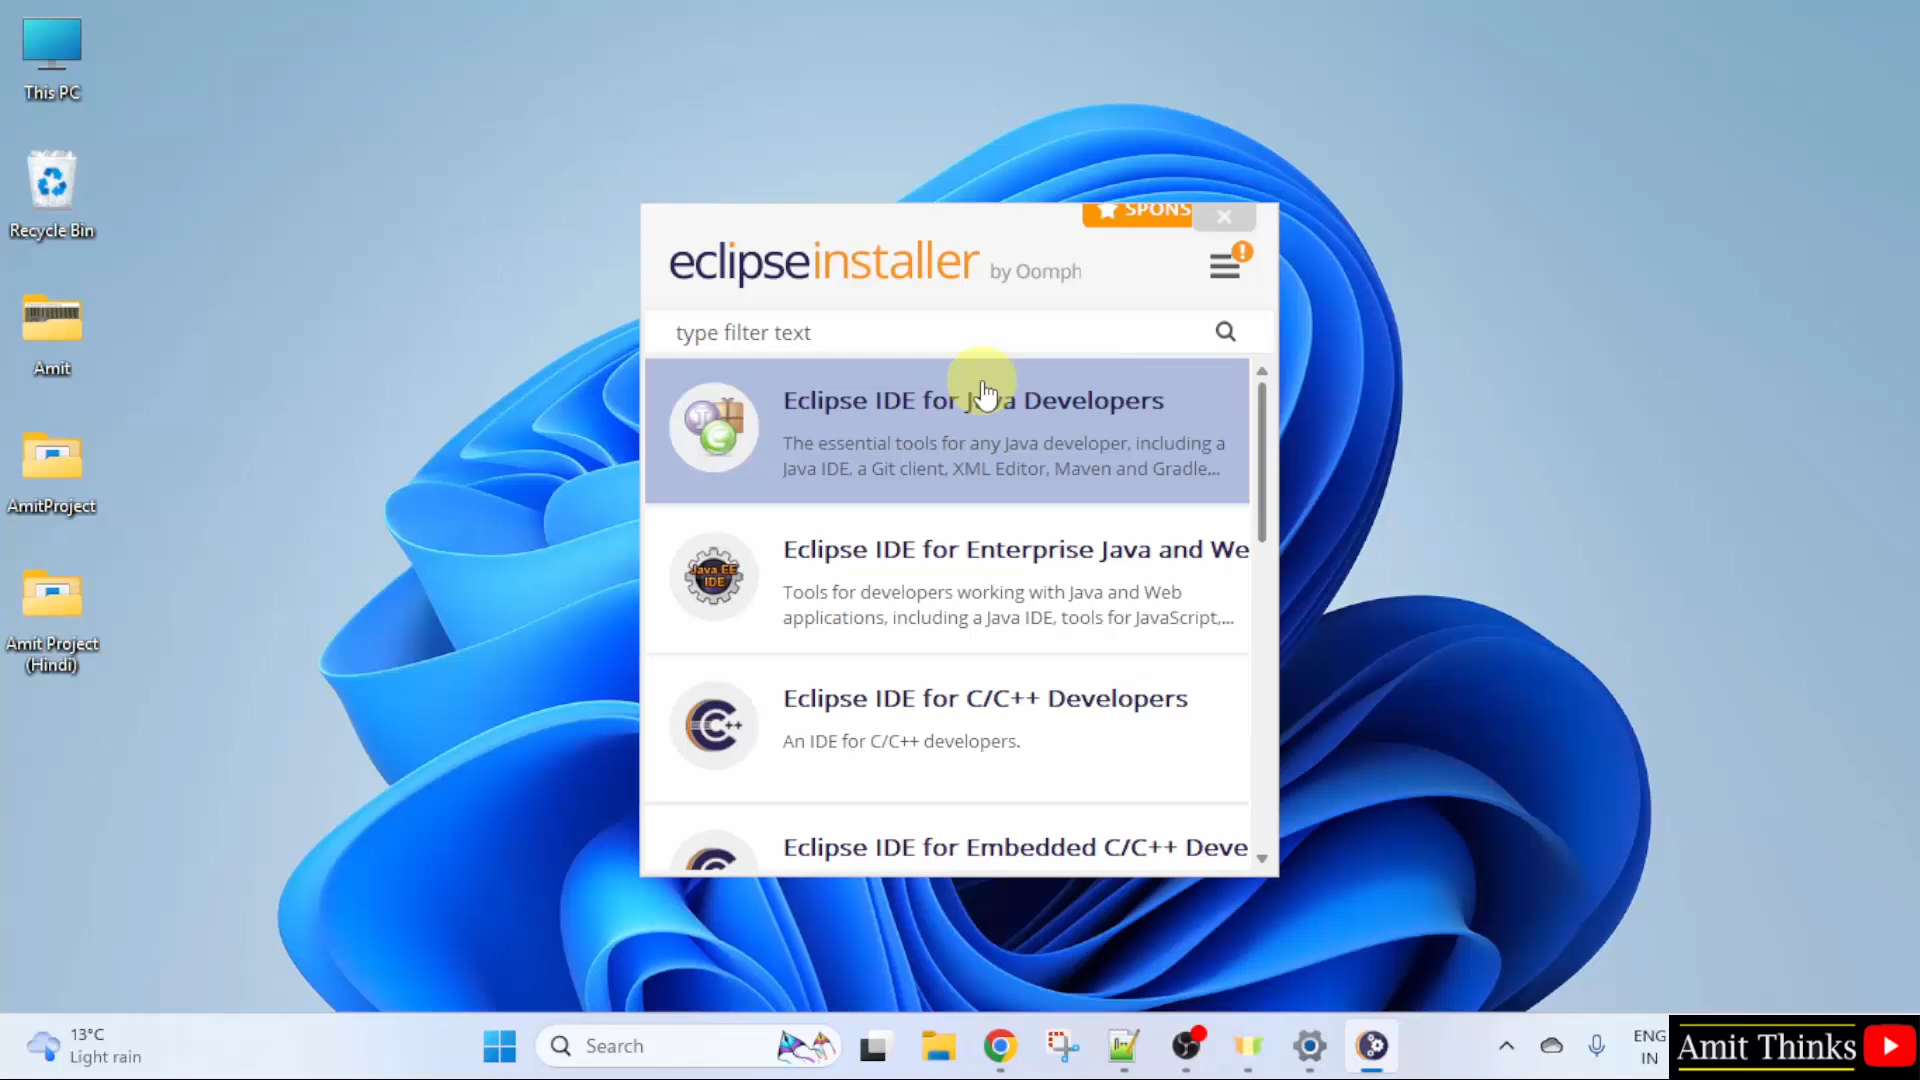 This PC
Recycle Bin
Amit
AmitProject
Amit Project
(Hindi)
SPONS
eclipseinstaller by Oomph
type filter text
Eclipse IDE for Java Developers
The essential tools for any Java developer, including a
Java IDE, a Git client, XML Editor, Maven and Gradle...
Java EE
IDE
Eclipse IDE for Enterprise Java and We
Tools for developers working with Java and Web
applications, including a Java IDE, tools for JavaScript,...
C++
Eclipse IDE for C/C++ Developers
An IDE for C/C++ developers.
Eclipse IDE for Embedded C/C++ Deve
13°C
Light rain
Search
ENG
IN
Amit Thinks